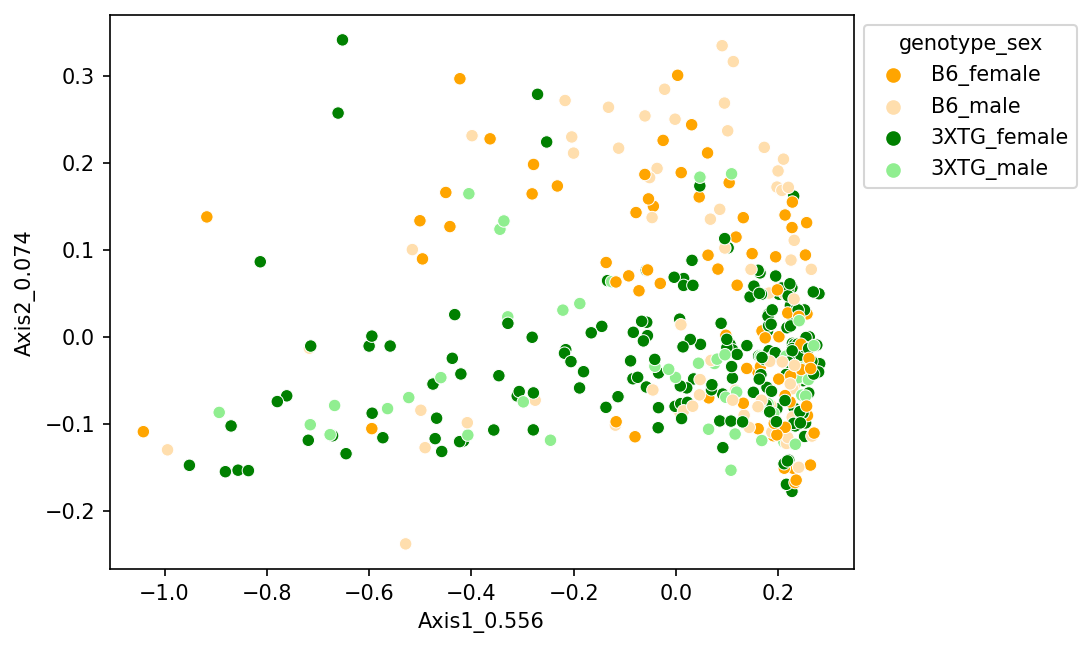 genotype_sex
B6_female
B6_male
3XTG_female
3XTG_male
0.3
0.2
0.1
0.0
−0.1
−0.2
Axis2_0.074
−1.0 −0.8 −0.6 −0.4 −0.2 0.0 0.2
Axis1_0.556